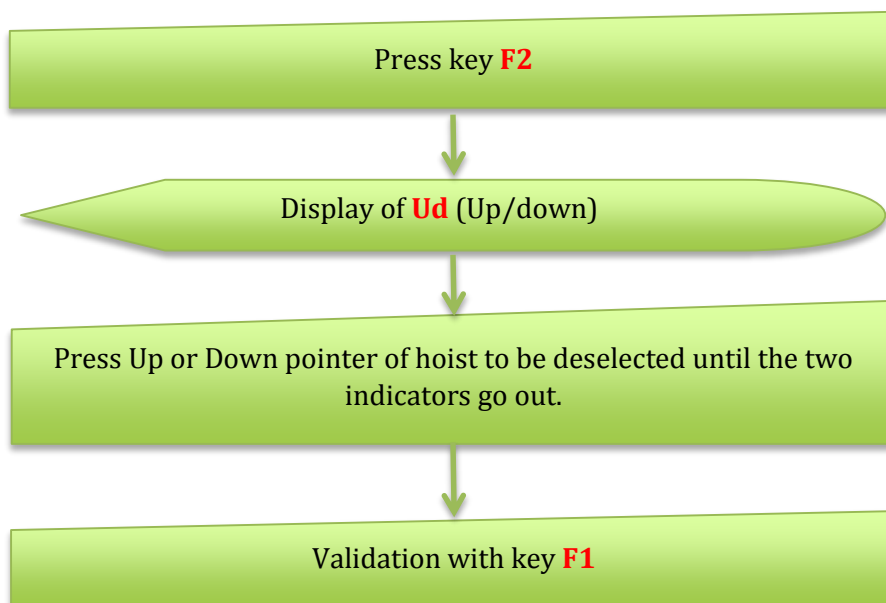 Press key F2
Display of Ud (Up/down)
Press Up or Down pointer of hoist to be deselected until the two
indicators go out.
Validation with key F1